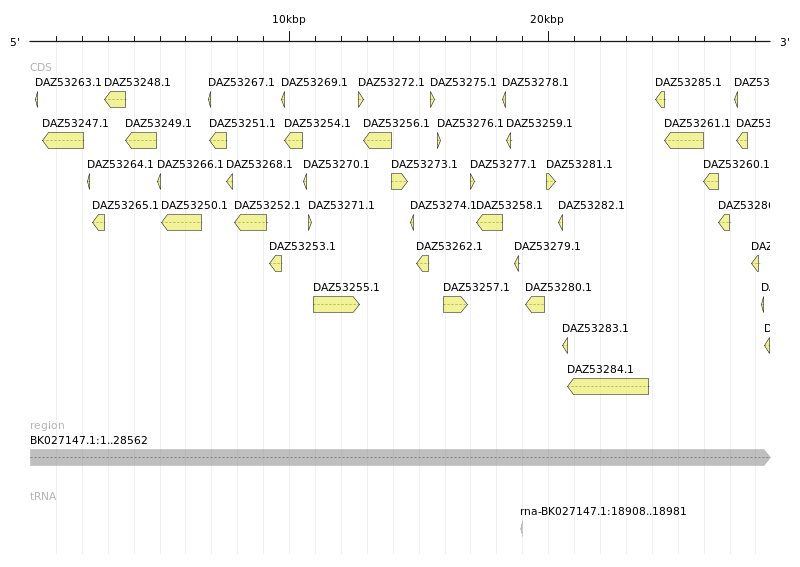 10kbp 20kbp
5' 3'
CDS
DAZ53263.1 DAZ53248.1 DAZ53267.1 DAZ53269.1 DAZ53272.1 DAZ53275.1 DAZ53278.1 DAZ53285.1 DAZ53
DAZ53247.1 DAZ53249.1 DAZ53251.1 DAZ53254.1 DAZ53256.1 DAZ53276.1 DAZ53259.1 DAZ53261.1 DAZ53
DAZ53264.1 DAZ53266.1 DAZ53268.1 DAZ53270.1 DAZ53273.1 DAZ53277.1 DAZ53281.1 DAZ53260.1
DAZ53265.1 DAZ53250.1 DAZ53252.1 DAZ53271.1 DAZ53274.1 DAZ53258.1 DAZ53282.1 DAZ5328
DAZ53253.1 DAZ53262.1 DAZ53279.1 DAZ
DAZ53255.1 DAZ53257.1 DAZ53280.1 D
DAZ53283.1 D
DAZ53284.1
region
BK027147.1:1..28562
tRNA
rna-BK027147.1:18908..18981